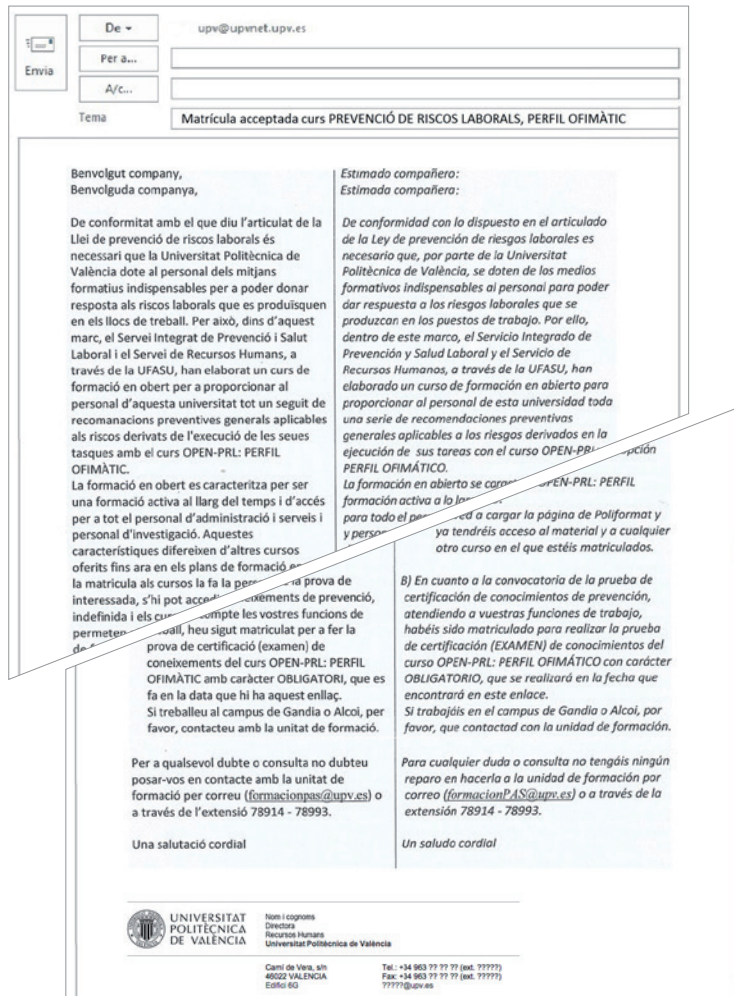 De
upv@upvnet.upv.es
Envia
Per a...
A/c...
Tema
Matrícula acceptada curs PREVENCIÓ DE RISCOS LABORALS, PERFIL OFIMÀTIC
Benvolgut company,
Benvolguda companya,
De conformitat amb el que diu l'articulat de la
Llei de prevenció de riscos laborals és
necessari que la Universitat Politècnica de
València dote al personal dels mitjans
formatius indispensables per a poder donar
resposta als riscos laborals que es produïsquen
en els llocs de treball. Per això, dins d'aquest
marc, el Servei Integrat de Prevenció i Salut
Laboral i el Servei de Recursos Humans, a
través de la UFASU, han elaborat un curs de
formació en obert per a proporcionar al
personal d'aquesta universitat tot un seguit de
recomanacions preventives generals aplicables
als riscos derivats de l'execució de les seues
tasques amb el curs OPEN-PRL: PERFIL
OFIMÀTIC.
La formació en obert es caracteritza per ser
una formació activa al llarg del temps i d'accés
per a tot el personal d'administració i serveis i
personal d'investigació. Aquestes
característiques difereixen d'altres cursos
oferits fins ara en els plans de formació
la matricula als cursos la fa la
interessada, s'hi pot
indefinida i els
permeten
Estimado compañero:
Estimada compañera:
De conformidad con lo dispuesto en el articulado
de la Ley de prevención de riesgos laborales es
necesario que, por parte de la Universitat
Politècnica de València, se doten de los medios
formativos indispensables al personal para poder
dar respuesta a los riesgos laborales que se
produzcan en los puestos de trabajo. Por ello,
dentro de este marco, el Servicio Integrado de
Prevención y Salud Laboral y el Servicio de
Recursos Humanos, a través de la UFASU, han
elaborado un curso de formación en abierto para
proporcionar al personal de esta universidad toda
una serie de recomendaciones preventivas
generales aplicables a los riesgos derivados en la
ejecución de sus tareas con el curso OPEN-PRL:
PERFIL OFIMÁTICO.
La formación en abierto se
formación activa a lo
para todo el
y
prova de
coneixements de prevenció,
compte les vostres funcions de
heu sigut matriculat per a fer la
prova de certificació (examen) de
coneixements del curs OPEN-PRL: PERFIL
OFIMÀTIC amb caràcter OBLIGATORI, que es
fa en la data que hi ha aquest enllaç.
Si treballeu al campus de Gandia o Alcoi, per
favor, contacteu amb la unitat de formació.
Per a qualsevol dubte o consulta no dubteu
posar-vos en contacte amb la unitat de
formació per correu (formacionpas@upv.es) o
a través de l'extensió 78914 - 78993.
Una salutació cordial
opción
OPEN-PRL: PERFIL
a cargar la página de Poliformat y
ya tendréis acceso al material y a cualquier
otro curso en el que estéis matriculados.
B) En cuanto a la convocatoria de la prueba de
certificación de conocimientos de prevención,
atendiendo a vuestras funciones de trabajo,
habéis sido matriculado para realizar la prueba
de certificación (EXAMEN) de conocimientos del
curso OPEN-PRL: PERFIL OFIMÁTICO con carácter
OBLIGATORIO, que se realizará en la fecha que
encontrará en este enlace.
Si trabajáis en el campus de Gandia o Alcoi, por
favor, que contactad con la unidad de formación.
Para cualquier duda o consulta no tengáis ningún
reparo en hacerla a la unidad de formación por
correo (formacionPAS@upv.es) o a través de la
extensión 78914 - 78993.
Un saludo cordial
UNIVERSITAT
POLITÈCNICA
DE VALÈNCIA
Nom i cognoms
Directora
Recursos Humans
Universitat Politècnica de València
Camí de Vera, s/n
46022 VALENCIA
Edifici 6G
Tel.: +34 963 ?? ?? ?? (ext. ?????)
Fax: +34 963 ?? ?? ?? (ext. ?????)
?????@upv.es